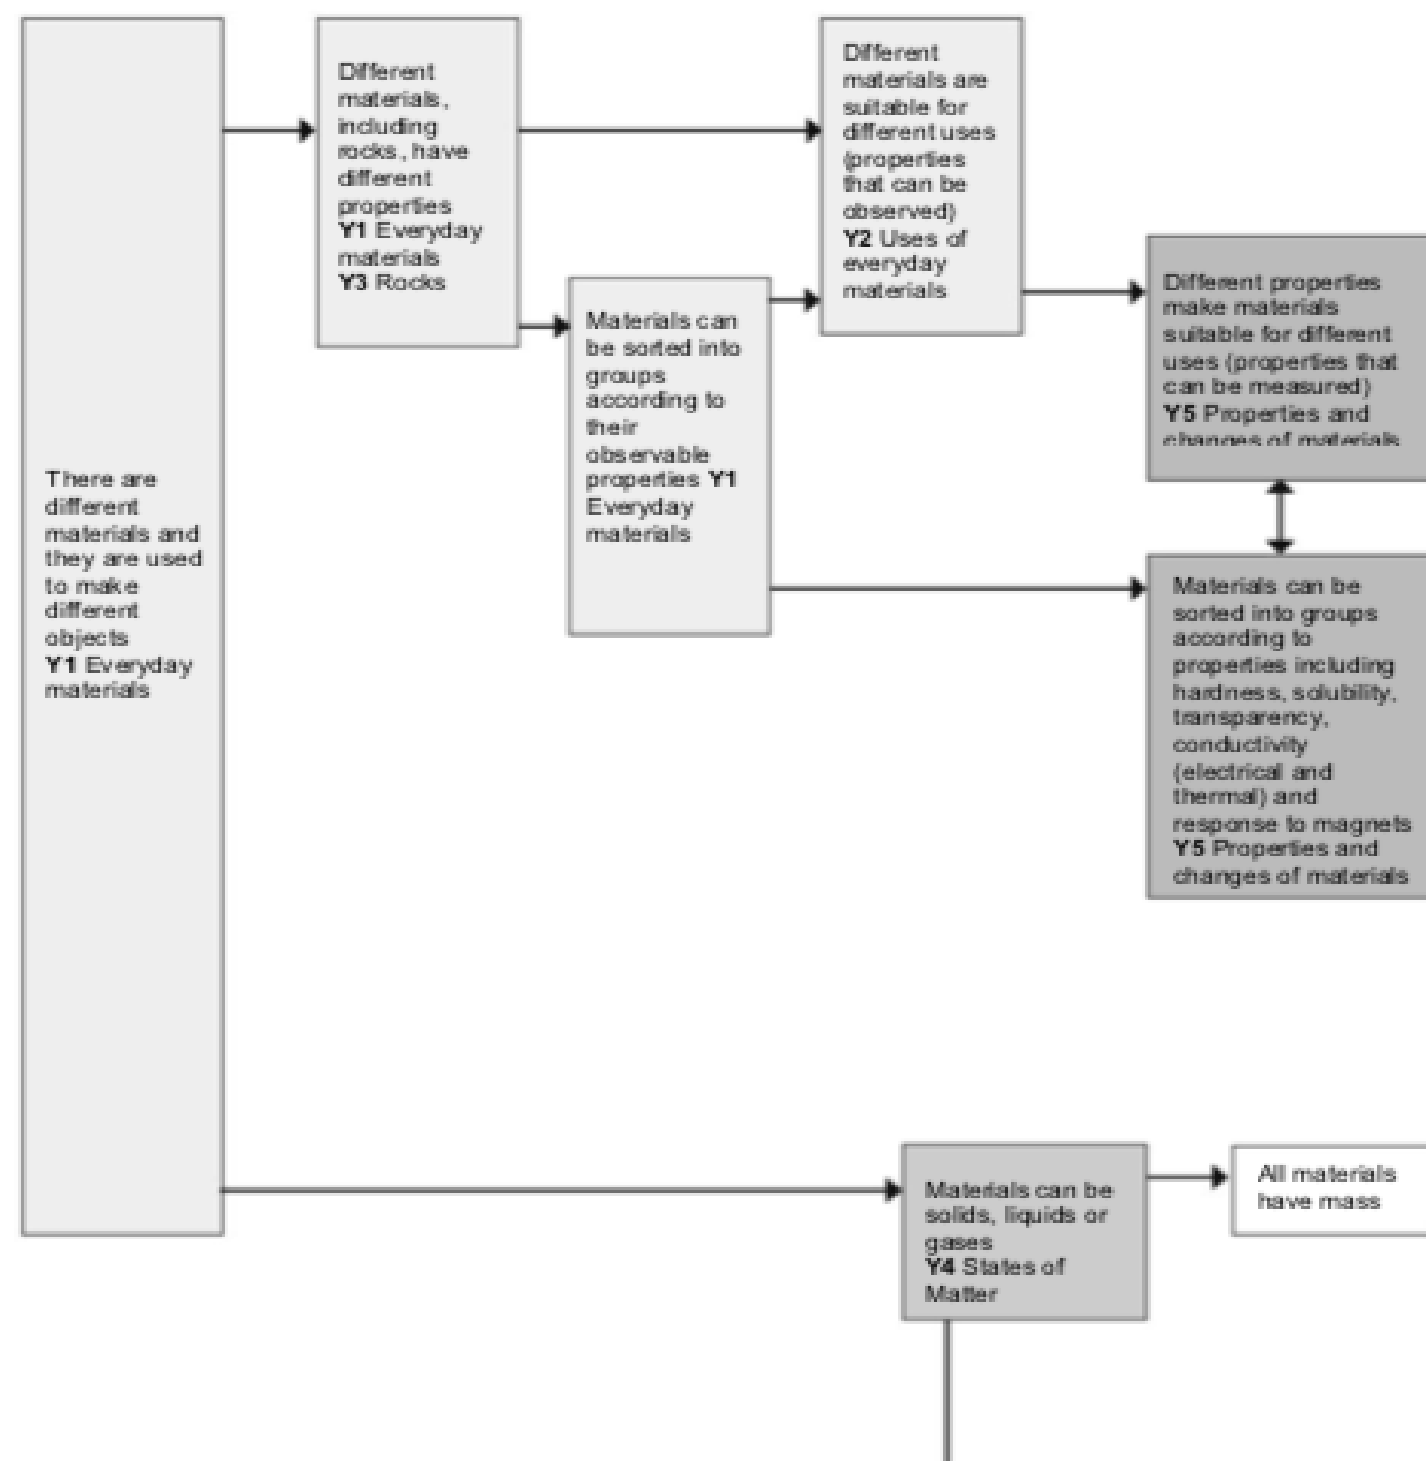 There are
different
materials and
they are used
to make
different
objects
Y1 Everyday
materials
Different
materials,
including
rocks, have
different
properties
Y1 Everyday
materials
Y3 Rocks
Materials can
be sorted into
groups
according to
their
observable
properties Y1
Everyday
materials
Different
materials are
suitable for
different uses
(properties
that can be
observed)
Y2 Uses of
everyday
materials
Different properties
make materials
suitable for different
uses (properties that
can be measured)
Y5 Properties and
changes of materials
Materials can be
sorted into groups
according to
properties including
hardness, solubility,
transparency,
conductivity
(electrical and
thermal) and
response to magnets
Y5 Properties and
changes of materials
Materials can be
solids, liquids or
gases
Y4 States of
Matter
All materials
have mass